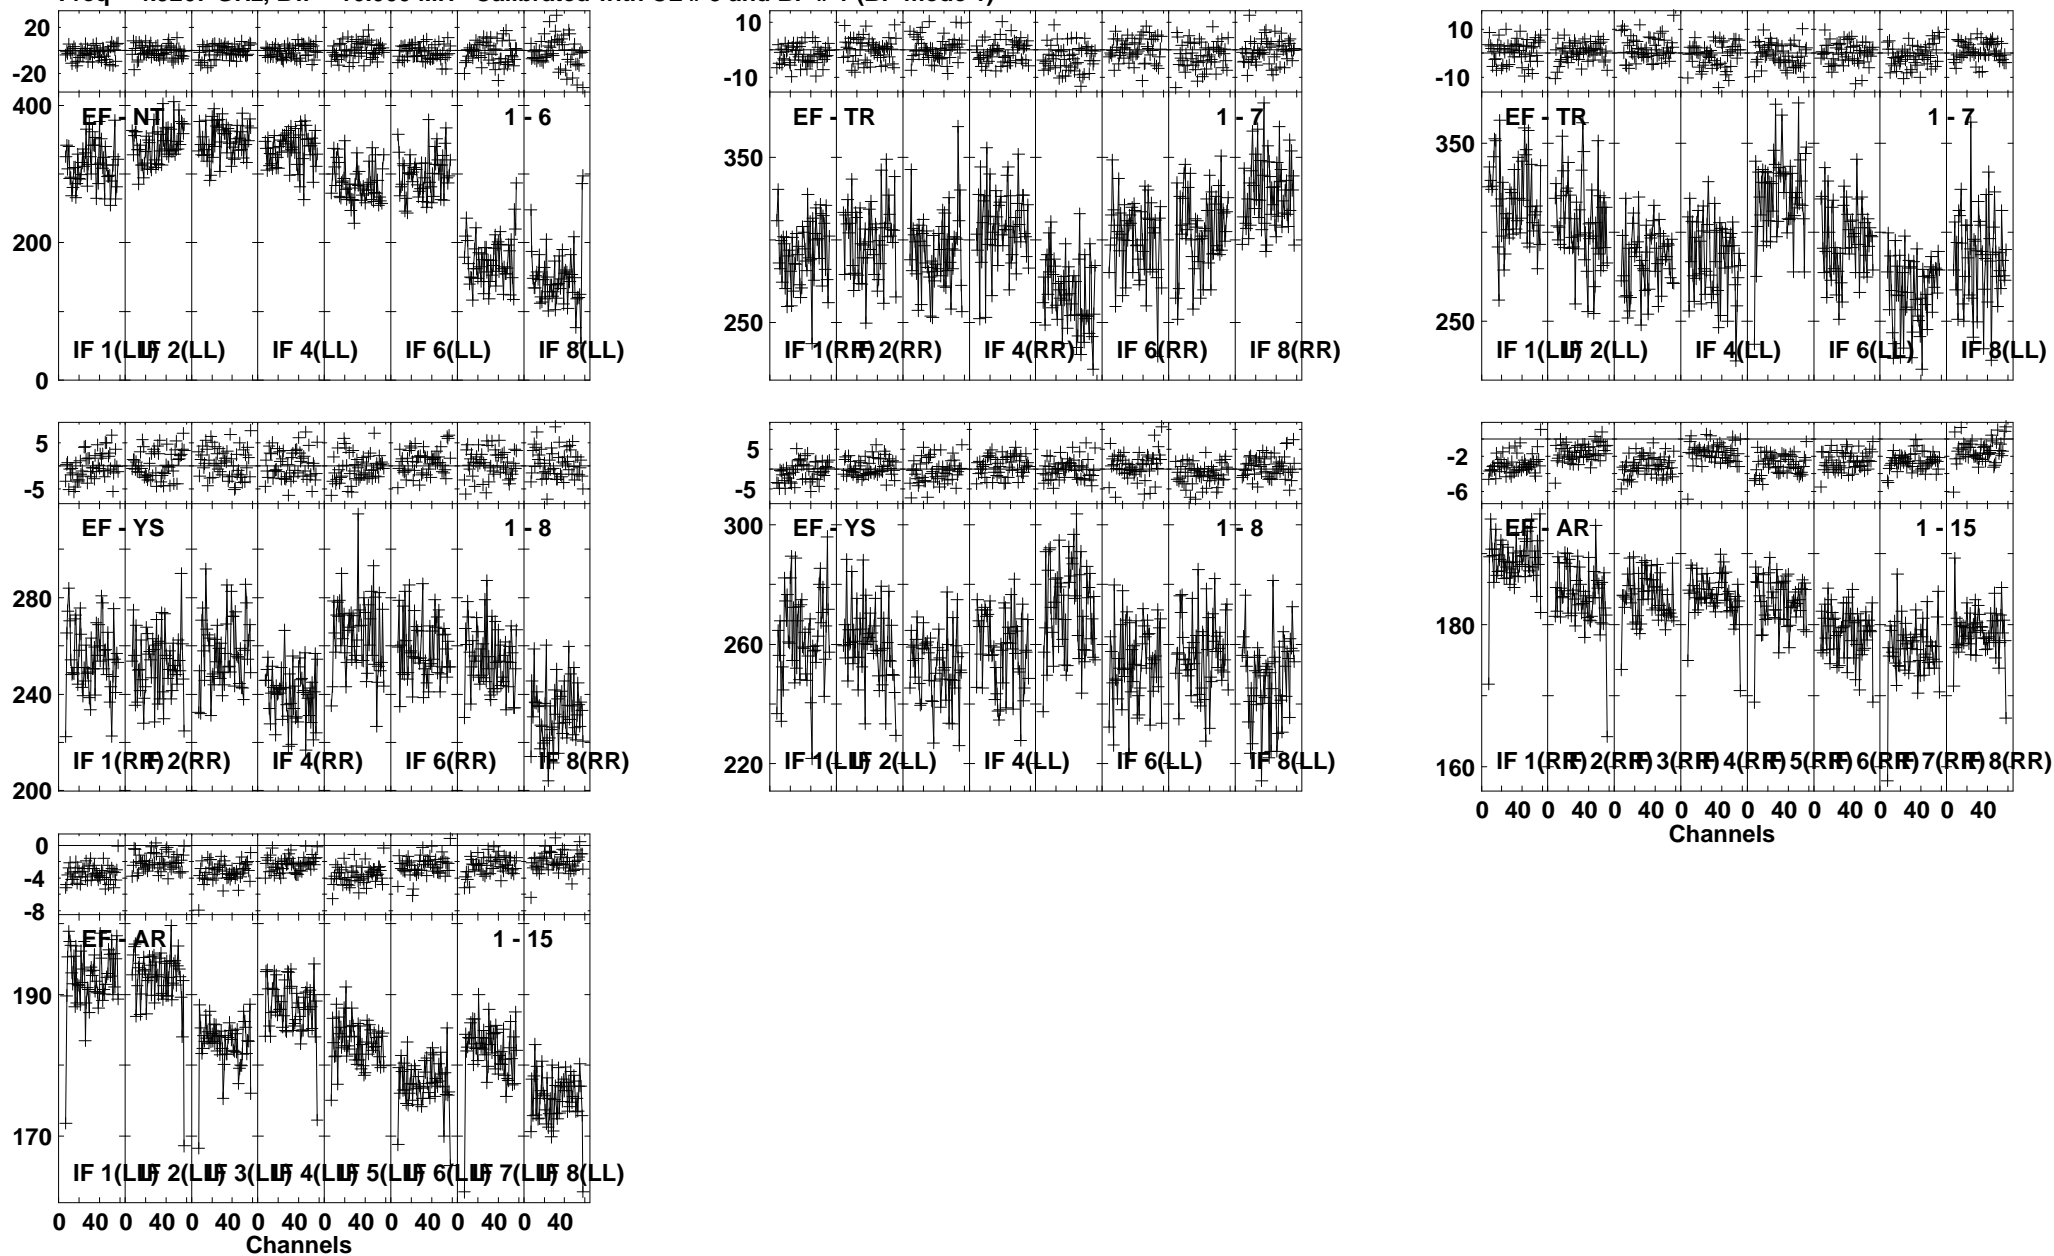 Freq GHz, MH Calibrated with CL # and BP # 1 (BP mode 1)
20
-20
400
200
0
EF - NT 1 - 6
IF 1(LL) IF 2(LL) IF 4(LL) IF 6(LL) IF 8(LL)
10
-10
350
250
EF - TR 1 - 7
IF 1(RR) IF 2(RR) IF 4(RR) IF 6(RR) IF 8(RR)
10
-10
350
250
EF - TR 1 - 7
IF 1(LL) IF 2(LL) IF 4(LL) IF 6(LL) IF 8(LL)
5
-5
280
240
200
EF - YS 1 - 8
IF 1(RR) IF 2(RR) IF 4(RR) IF 6(RR) IF 8(RR)
5
-5
300
260
220
EF - YS 1 - 8
IF 1(LL) IF 2(LL) IF 4(LL) IF 6(LL) IF 8(LL)
-2
-6
180
160
EF - AR 1 - 15
IF 1(RR) IF 2(RR) IF 3(RR) IF 4(RR) IF 5(RR) IF 6(RR) IF 7(RR) IF 8(RR)
0 40 0 40 0 40 0 40 0 40 0 40 0 40 0 40
Channels
0
-4
-8
190
170
EF - AR 1 - 15
IF 1(LL) IF 2(LL) IF 3(LL) IF 4(LL) IF 5(LL) IF 6(LL) IF 7(LL) IF 8(LL)
0 40 0 40 0 40 0 40 0 40 0 40 0 40 0 40
Channels